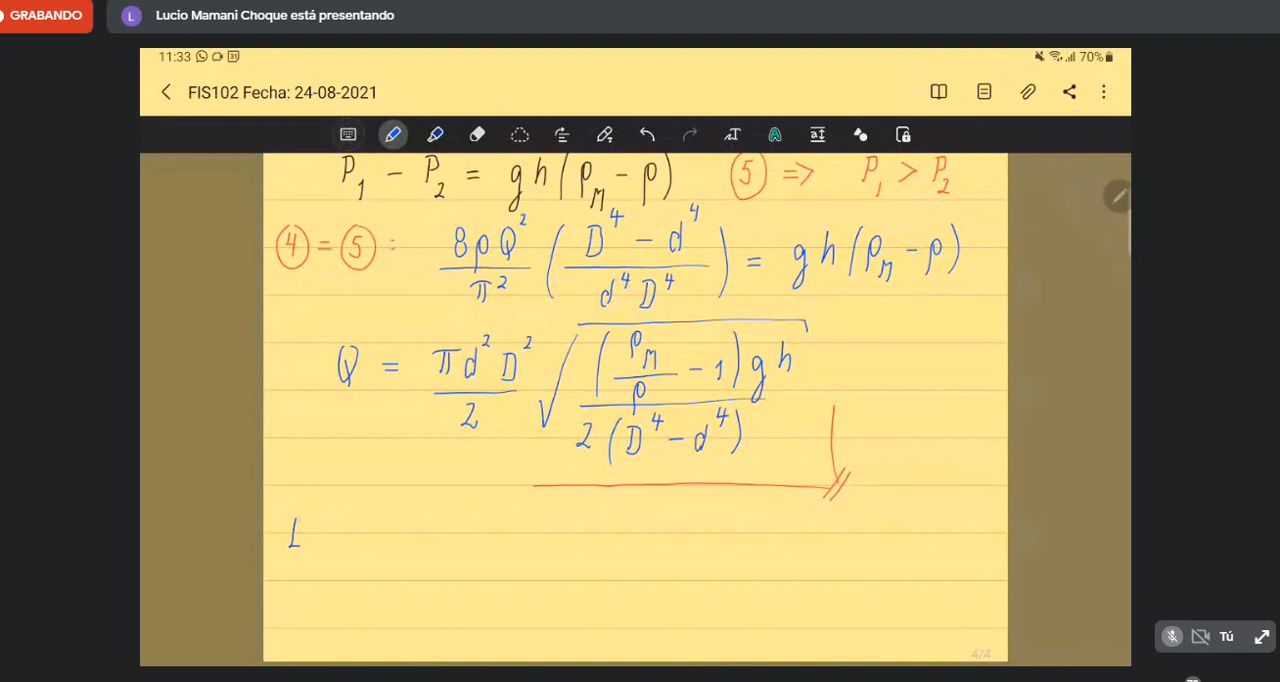 GRABANDO
L Lucio Mamani Choque está presentando
11:33 31 70%
FIS102 Fecha: 24-08-2021
P₁ - P₂ = gh(ρ_M - ρ) ⑤ => P₁ > P₂
④ = ⑤ : 8ρQ²/π² (D⁴ - d⁴ / d⁴D⁴) = gh(ρ_M - ρ)
Q = πd²D²/2 √((ρ_M/ρ - 1)gh / 2(D⁴ - d⁴))
L
4/4
Tú